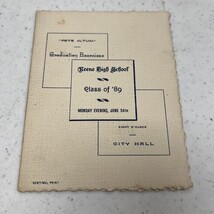 "PETE ALTUM"
Graduating Exercises
Keene High School
Class of '89
MONDAY EVENING, JUNE 24TH
EIGHT O'CLOCK
CITY HALL
SENTINEL PRINT